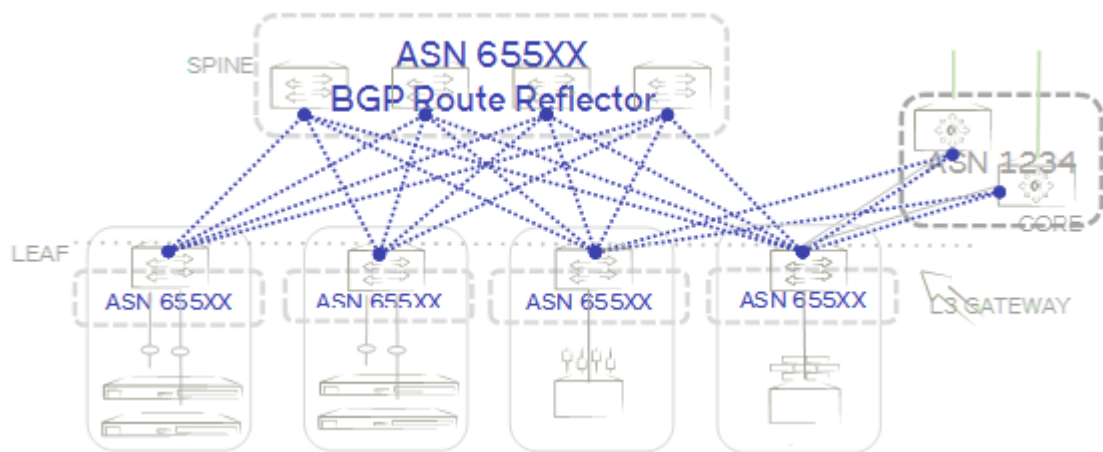 ASN 655XX
SPINE
BGP Route Reflector
ASN 1234
CORE
LEAF
ASN 655XX
ASN 655XX
ASN 655XX
ASN 655XX
L3 GATEWAY